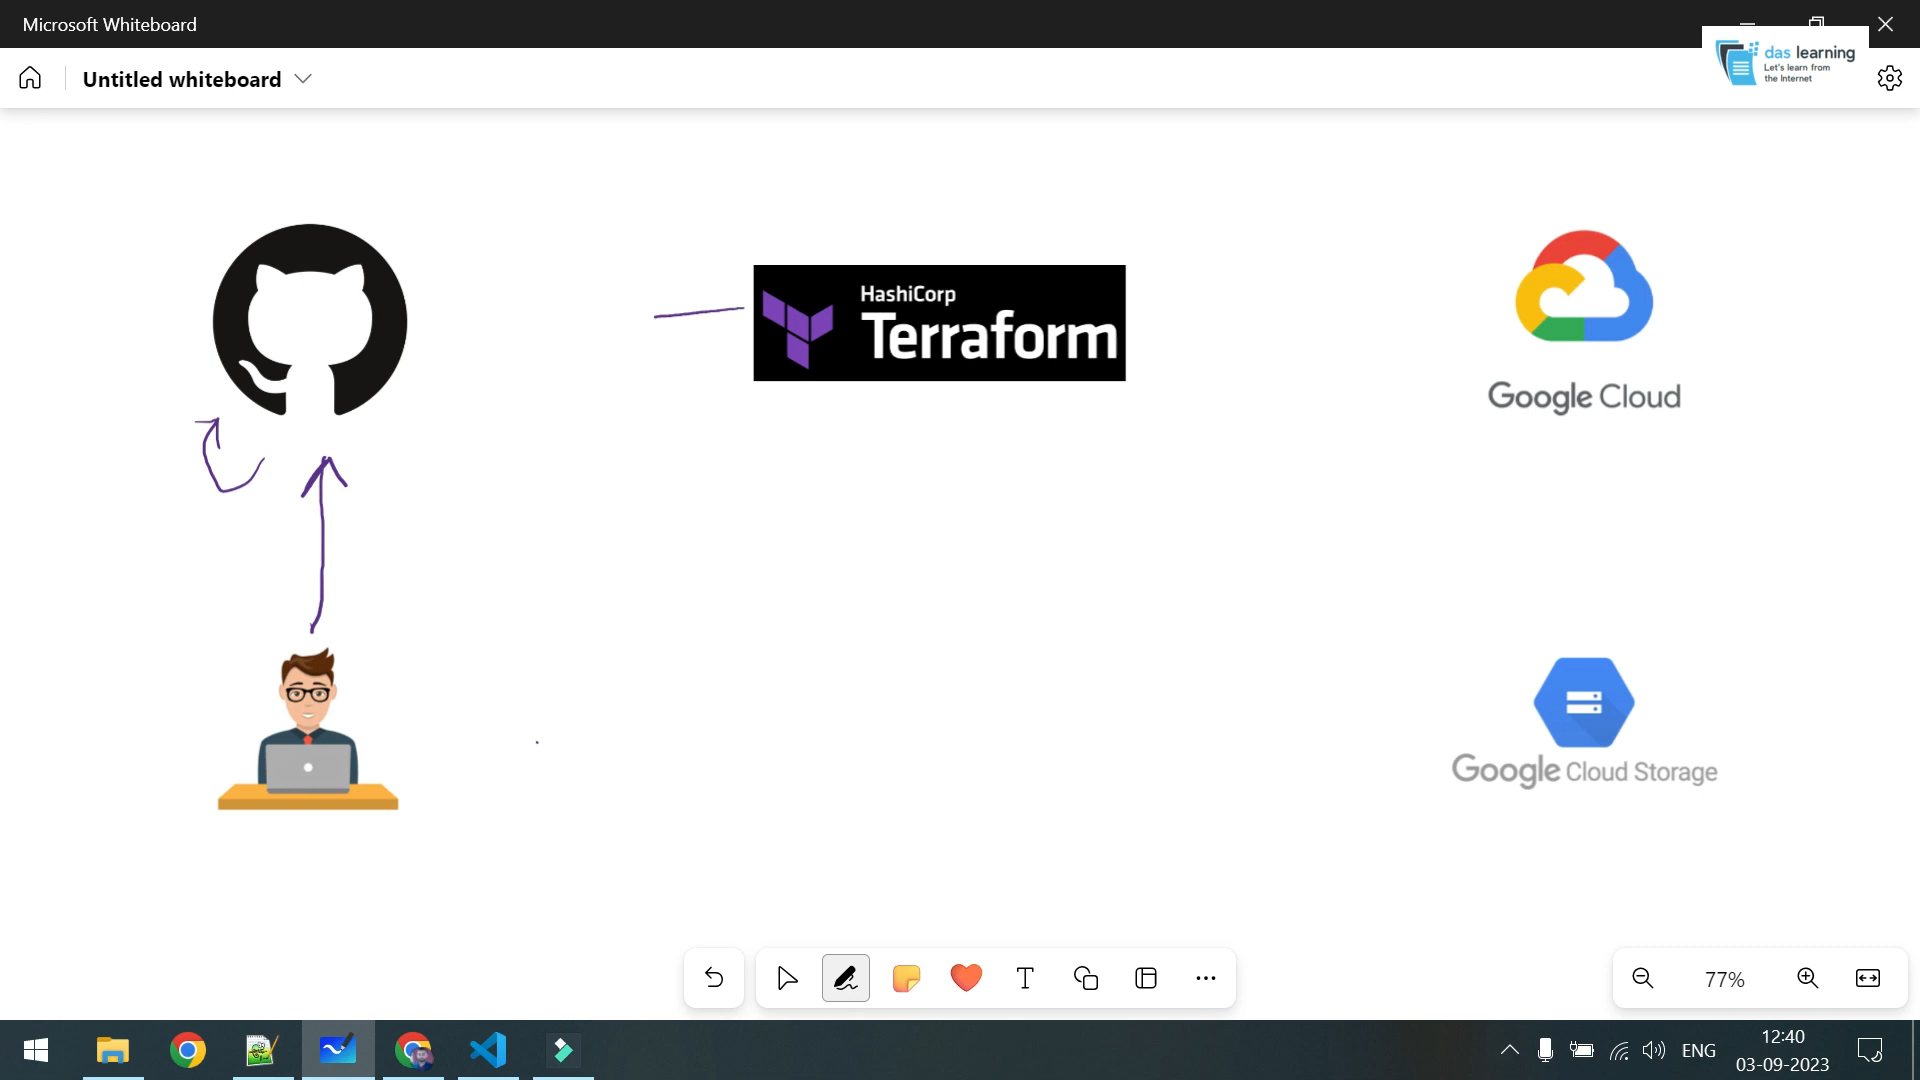 Microsoft Whiteboard
das learning
Let's learn from
the Internet
Untitled whiteboard
HashiCorp
Terraform
Google Cloud
Google Cloud Storage
77%
ENG
12:40
03-09-2023